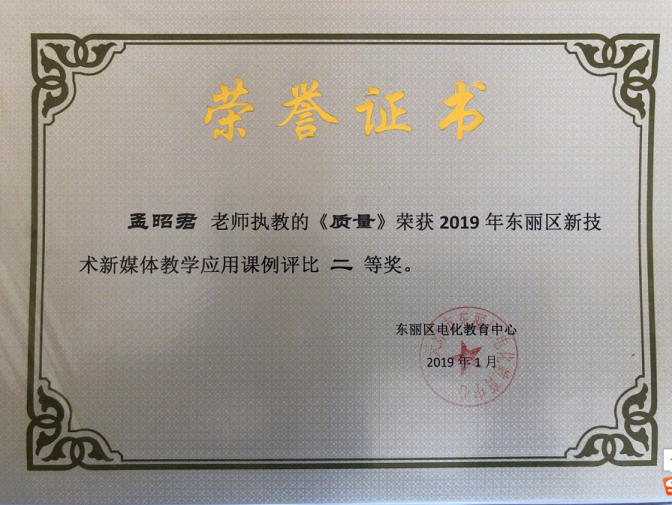 荣誉证书
孟昭君 老师执教的《质量》荣获 2019 年东丽区新技
术新媒体教学应用课例评比 二 等奖。
东丽区电化教育中心
2019 年 1 月